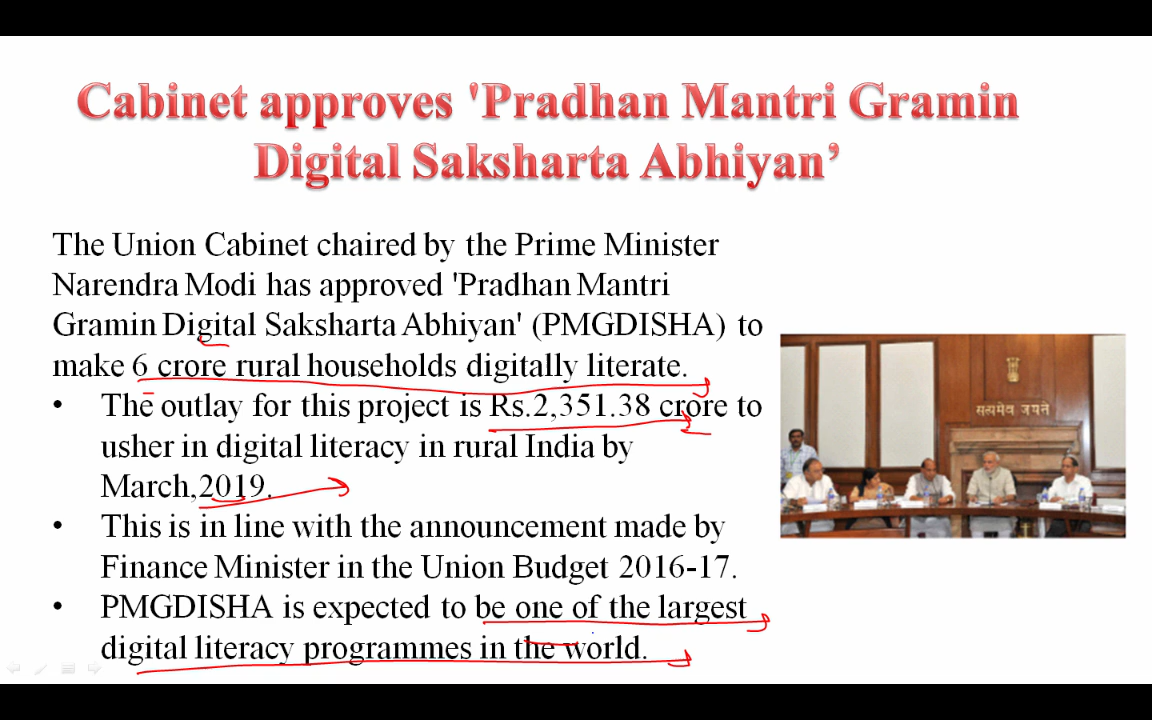 Cabinet approves 'Pradhan Mantri Gramin
Digital Saksharta Abhiyan’
The Union Cabinet chaired by the Prime Minister
Narendra Modi has approved 'Pradhan Mantri
Gramin Digital Saksharta Abhiyan' (PMGDISHA) to
make 6 crore rural households digitally literate.
• The outlay for this project is Rs.2,351.38 crore to
usher in digital literacy in rural India by
March,2019.
• This is in line with the announcement made by
Finance Minister in the Union Budget 2016-17.
• PMGDISHA is expected to be one of the largest
digital literacy programmes in the world.
सत्यमेव जयते